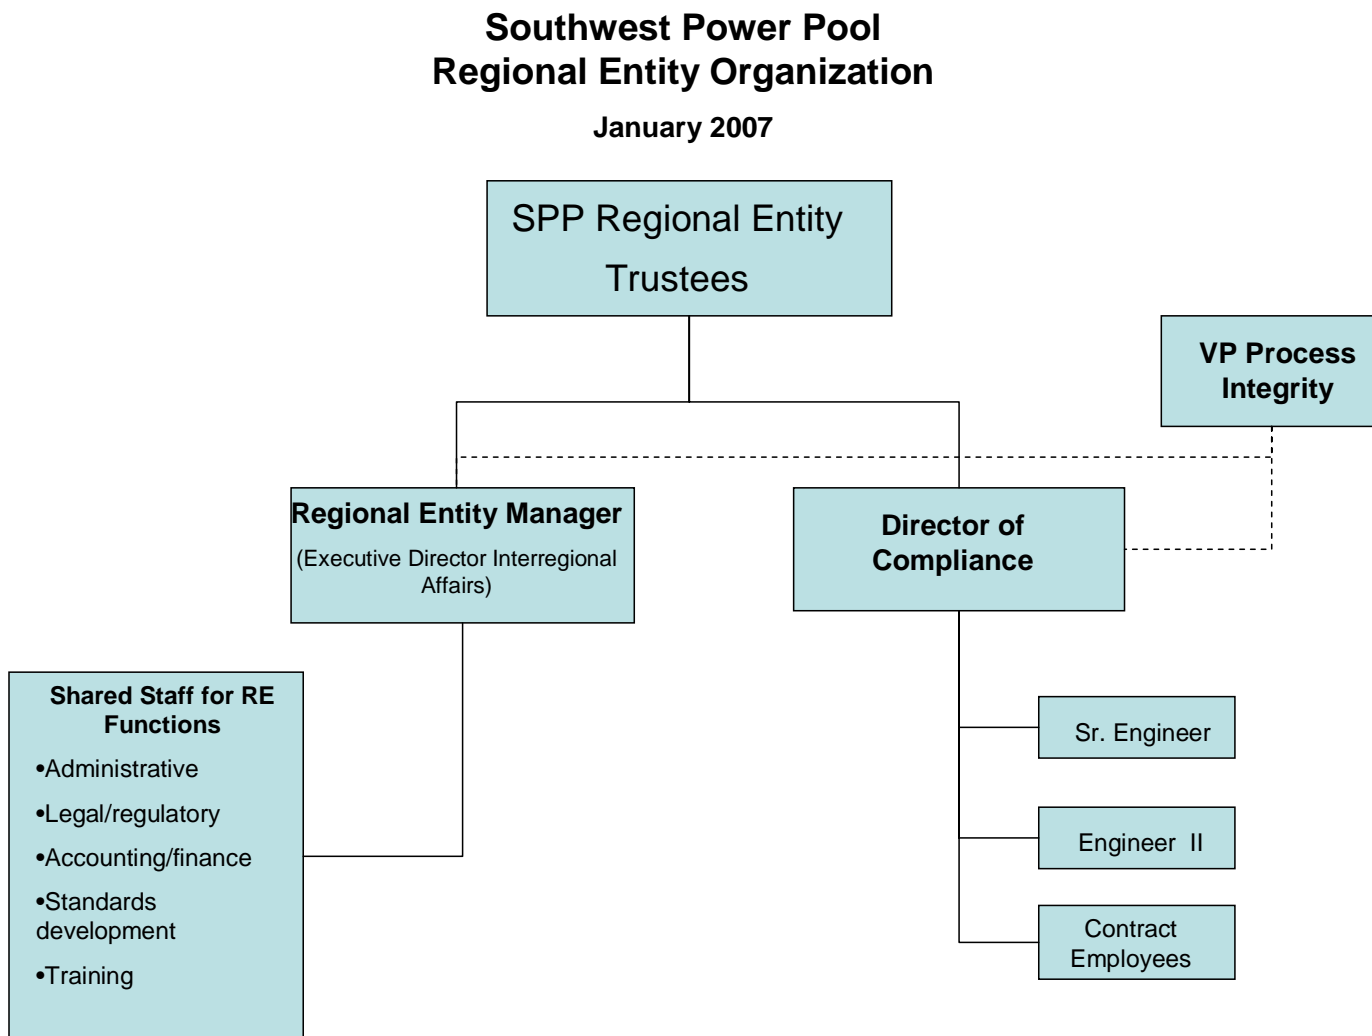 Southwest Power Pool
Regional Entity Organization
January 2007
SPP Regional Entity
Trustees
VP Process
Integrity
Regional Entity Manager
(Executive Director Interregional
Affairs)
Director of
Compliance
Shared Staff for RE
Functions
•Administrative
•Legal/regulatory
•Accounting/finance
•Standards
development
•Training
Sr. Engineer
Engineer II
Contract
Employees